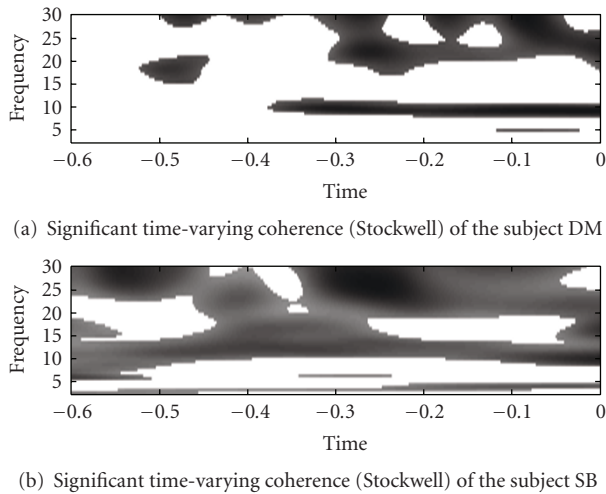 30
25
20
15
10
5
Frequency
−0.6 −0.5 −0.4 −0.3 −0.2 −0.1 0
Time
(a) Significant time-varying coherence (Stockwell) of the subject DM
30
25
20
15
10
5
Frequency
−0.6 −0.5 −0.4 −0.3 −0.2 −0.1 0
Time
(b) Significant time-varying coherence (Stockwell) of the subject SB